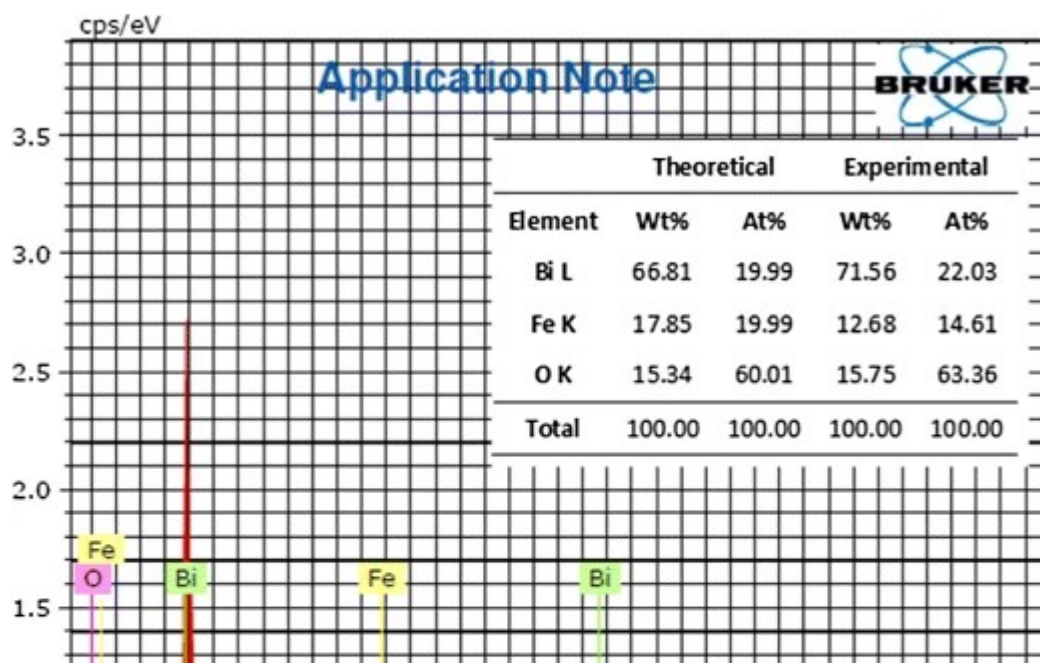 cps/eV
Application Note
BRUKER
3.5
3.0
2.5
2.0
1.5
Theoretical Experimental
Element Wt% At% Wt% At%
Bi L 66.81 19.99 71.56 22.03
Fe K 17.85 19.99 12.68 14.61
O K 15.34 60.01 15.75 63.36
Total 100.00 100.00 100.00 100.00
Fe
O Bi Fe Bi